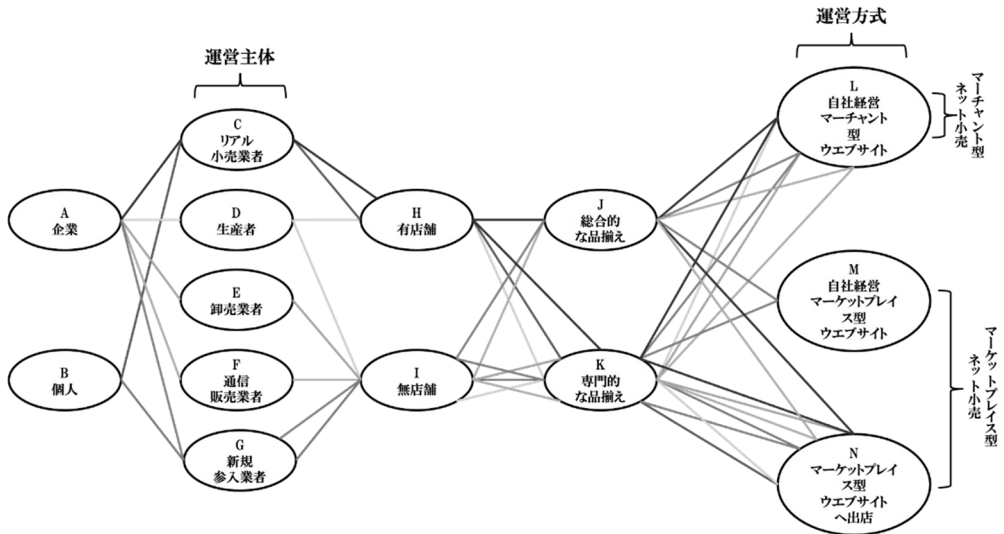 運営主体
運営方式
A
企業
B
個人
C
リアル
小売業者
D
生産者
E
卸売業者
F
通信
販売業者
G
新規
参入業者
H
有店舗
I
無店舗
J
総合的
な品揃え
K
専門的
な品揃え
L
自社経営
マーチャント
型
ウエブサイト
M
自社経営
マーケットプレイ
ス型
ウエブサイト
N
マーケットプレイ
ス型
ウエブサイト
へ出店
マーチャント型
ネット小売
マーケットプレイス型
ネット小売